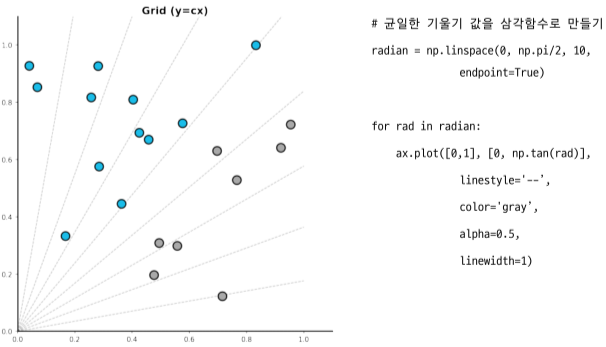 Grid (y=cx)
1.0
0.8
0.6
0.4
0.2
0.0
0.0 0.2 0.4 0.6 0.8 1.0
# 균일한 기울기 값을 삼각함수로 만들기
radian = np.linspace(0, np.pi/2, 10,
endpoint=True)
for rad in radian:
ax.plot([0,1], [0, np.tan(rad)],
linestyle='--',
color='gray',
alpha=0.5,
linewidth=1)